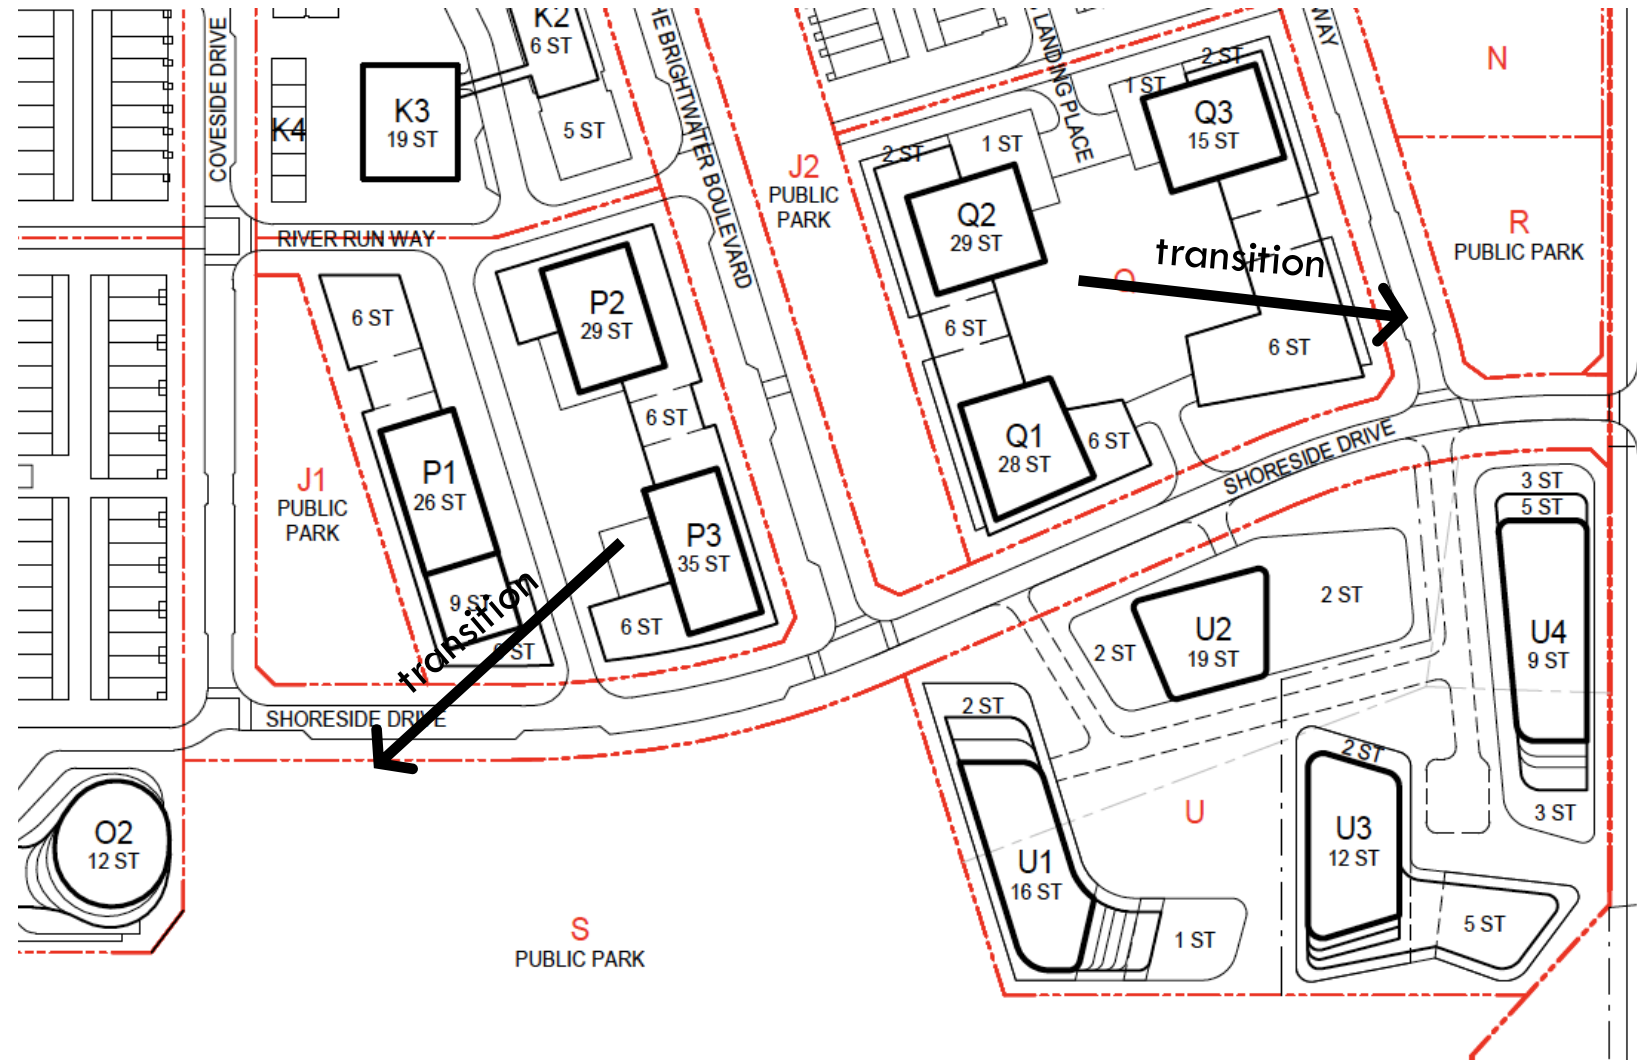 K2
6 ST
COVESIDE DRIVE
HE BRIGHTWATER BOULEVARD
LANDING PLACE
WAY
N
2 ST
1 ST
K3
19 ST
K4
5 ST
Q3
15 ST
J2
PUBLIC
PARK
2 ST
1 ST
Q2
29 ST
R
PUBLIC PARK
RIVER RUN WAY
transition
Q
6 ST
P2
29 ST
6 ST
6 ST
6 ST
Q1
28 ST
6 ST
SHORESIDE DRIVE
P1
26 ST
J1
PUBLIC
PARK
P3
35 ST
3 ST
5 ST
9 ST
transition
6 ST
6 ST
2 ST
U2
19 ST
2 ST
U4
9 ST
SHORESIDE DRIVE
2 ST
2 ST
U
3 ST
O2
12 ST
U3
12 ST
U1
16 ST
S
PUBLIC PARK
1 ST
5 ST